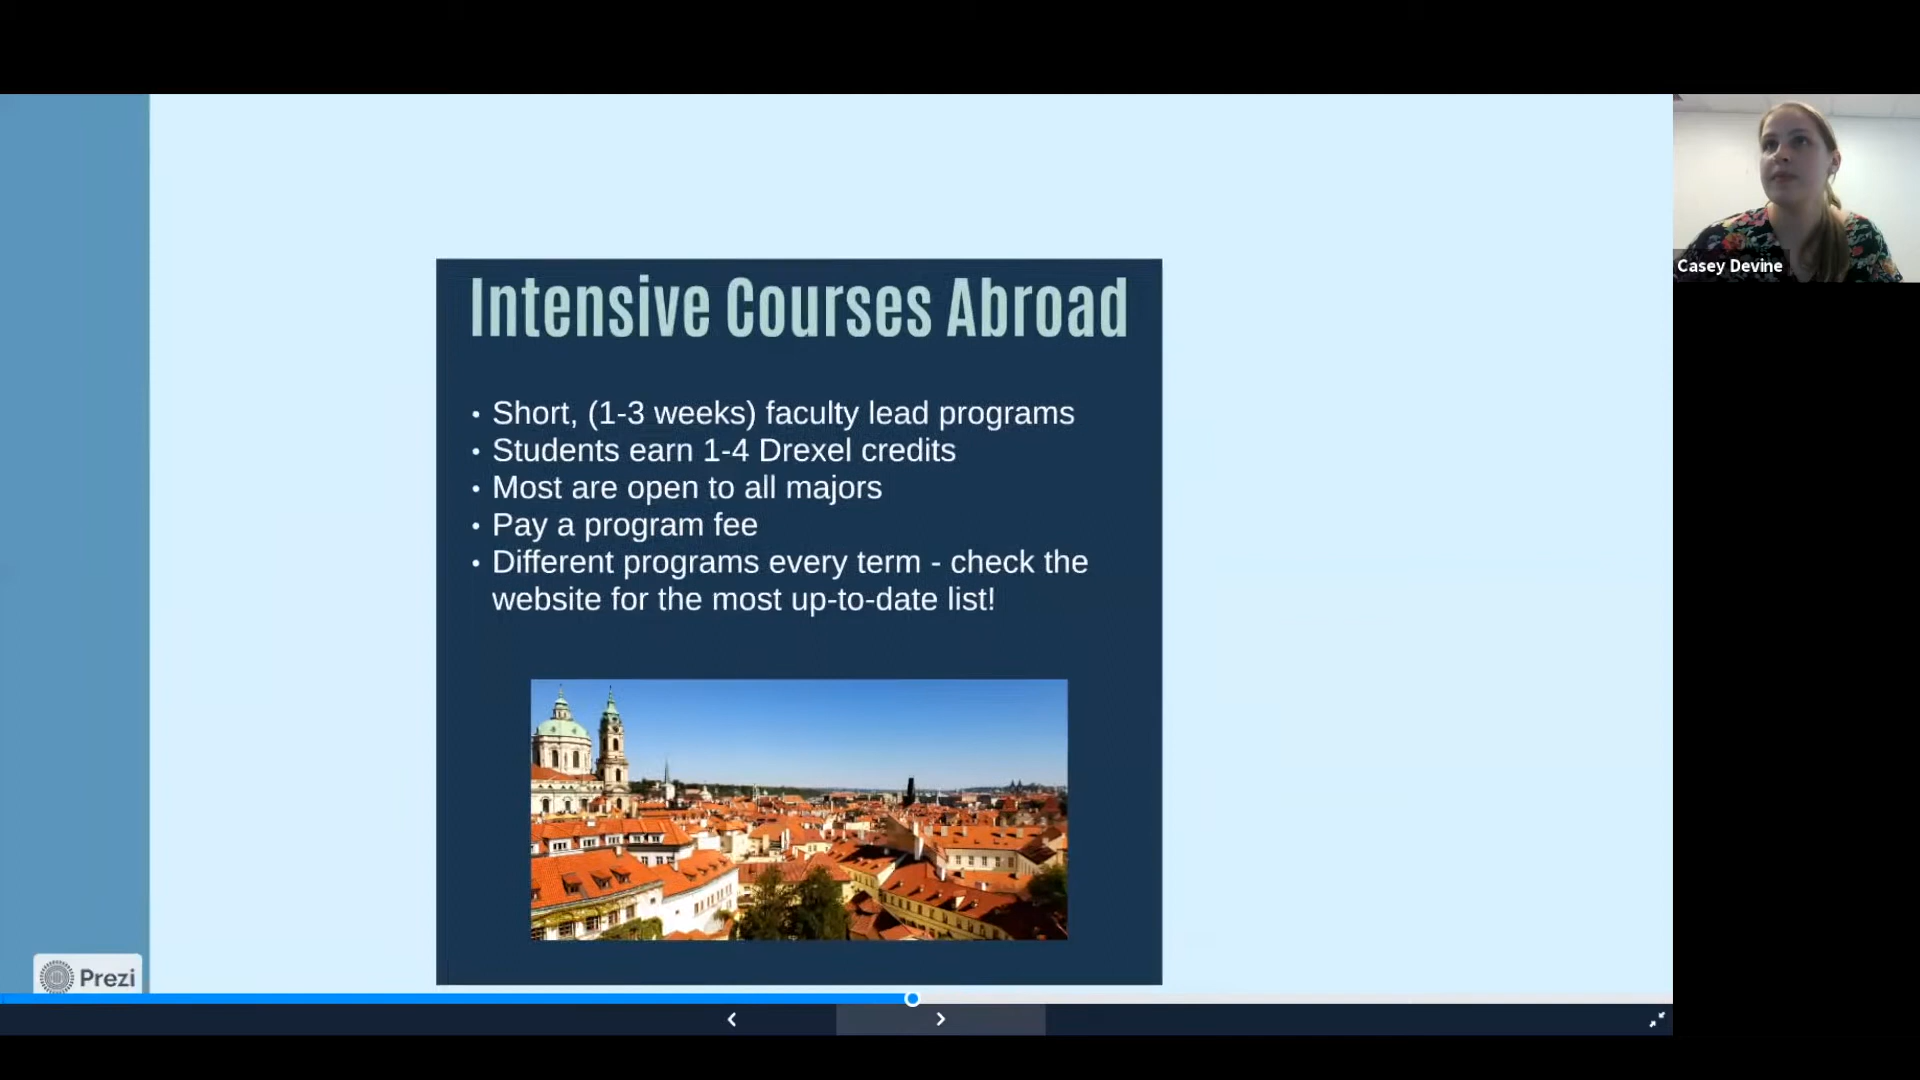 Intensive Courses Abroad
• Short, (1-3 weeks) faculty lead programs
• Students earn 1-4 Drexel credits
• Most are open to all majors
• Pay a program fee
• Different programs every term - check the
website for the most up-to-date list!
Casey Devine
Prezi